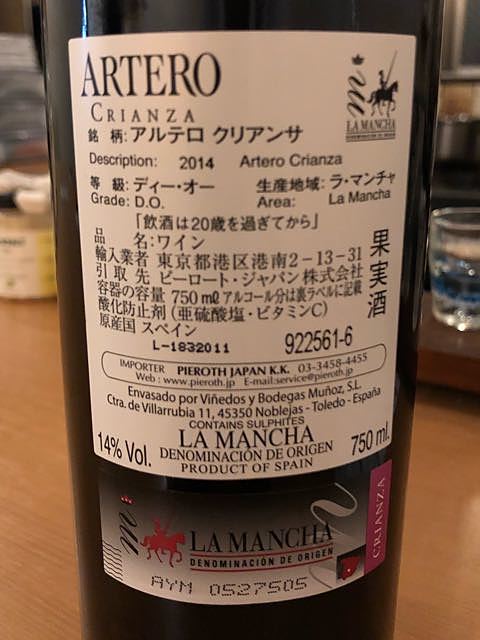 ARTERO
CRIANZA
LA MANCHA
銘 柄: アルテロ クリアンサ
Description: 2014 Artero Crianza
等 級: ディー・オー 生産地域: ラ・マンチャ
Grade: D.O. Area: La Mancha
「飲酒は20歳を過ぎてから」
品 名: ワイン
輸入業者 東京都港区港南2-13-31
引 取 先 ピーロート・ジャパン株式会社
容器の容量 750 mℓ アルコール分は裏ラベルに記載
酸化防止剤 (亜硫酸塩・ビタミンC)
原産国 スペイン
果実酒
L-1832011 922561-6
IMPORTER PIEROTH JAPAN K.K. 03-3458-4455
Web : www.pieroth.jp E-mail:service@pieroth.jp
Envasado por Viñedos y Bodegas Muñoz, S.L.
Ctra. de Villarrubia 11, 45350 Noblejas - Toledo - España
CONTAINS SULPHITES
14% Vol. LA MANCHA 750 ml.
DENOMINACIÓN DE ORIGEN
PRODUCT OF SPAIN
LA MANCHA
DENOMINACIÓN DE ORIGEN
CRIANZA
AYM 0527505